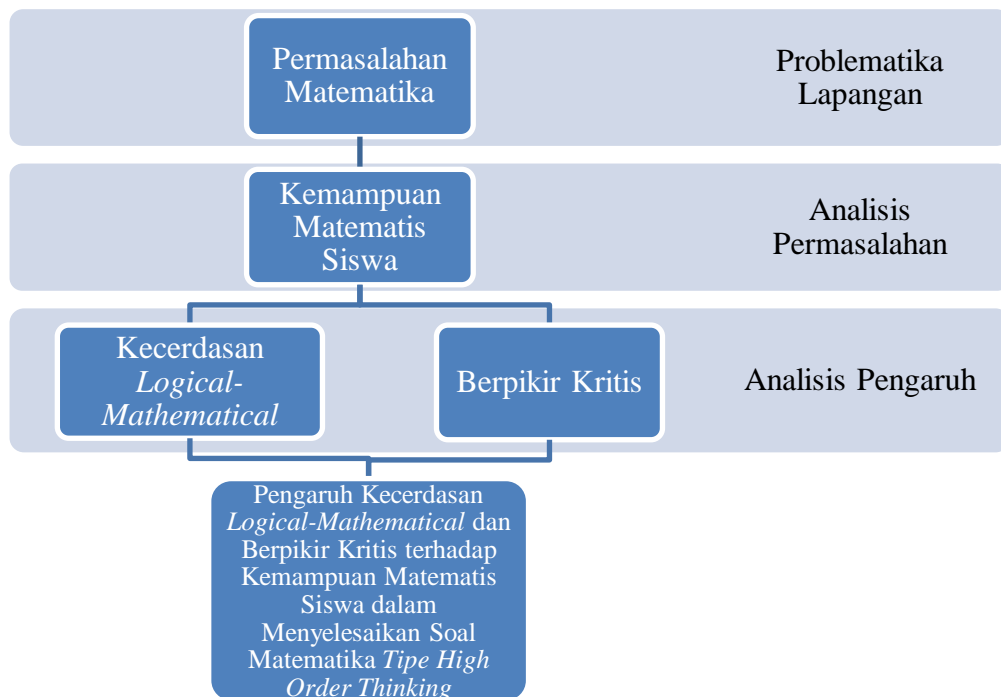 Permasalahan
Matematika
Problematika
Lapangan
Kemampuan
Matematis
Siswa
Analisis
Permasalahan
Kecerdasan
Logical-
Mathematical
Berpikir Kritis
Analisis Pengaruh
Pengaruh Kecerdasan
Logical-Mathematical dan
Berpikir Kritis terhadap
Kemampuan Matematis
Siswa dalam
Menyelesaikan Soal
Matematika Tipe High
Order Thinking